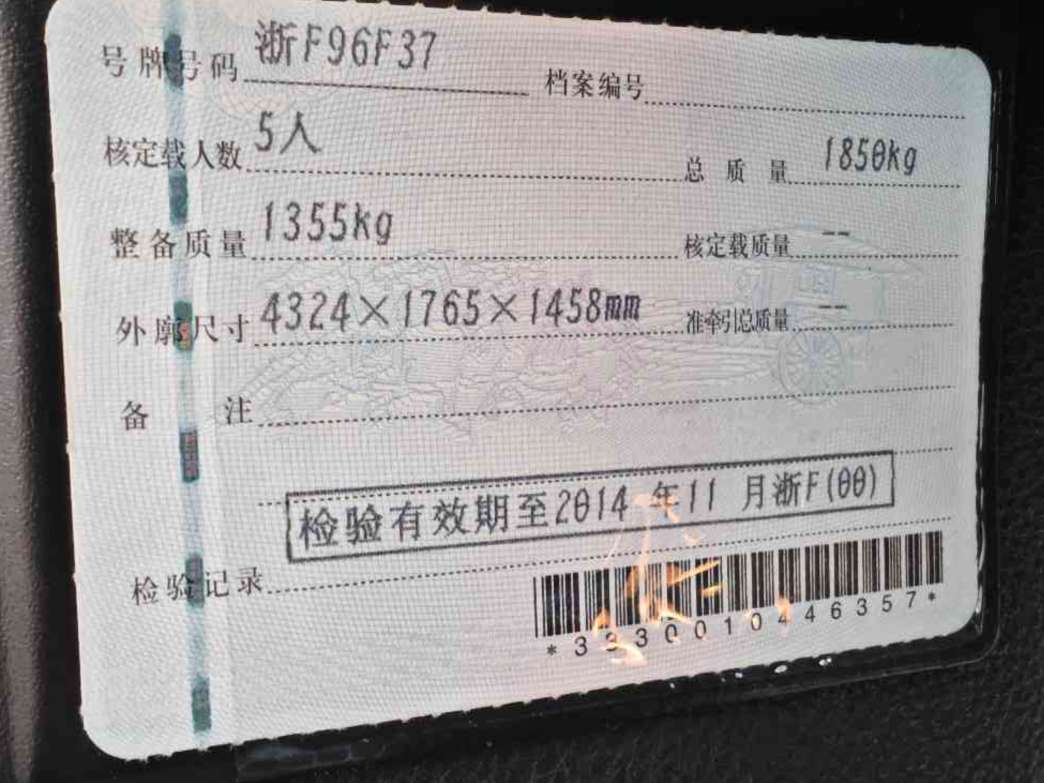 号牌号码 浙F96F37 档案编号
核定载人数 5人 总质量 1850kg
整备质量 1355kg 核定载质量 --
外廓尺寸 4324×1765×1458mm 准牵引总质量 --
备注
检验有效期至2014年11月浙F(00)
检验记录
*3330010446357*